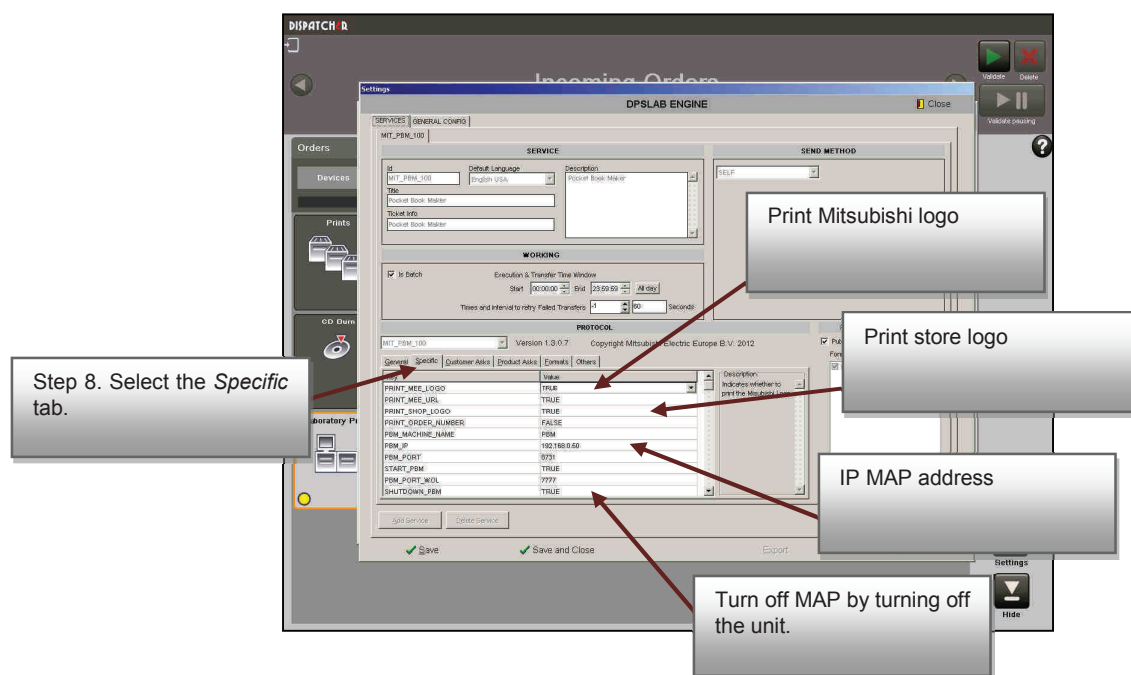 DISPATCHER
Incoming Orders
Validate
Delete
Validate pausing
Settings
DPSLAB ENGINE
Close
SERVICES
GENERAL CONFIG
MIT_PBM_100
Orders
Devices
Prints
CD Burn
SERVICE
Id
Default Language
Description
MIT_PBM_100
English USA
Pocket Book Maker
Title
Pocket Book Maker
Ticket Info
Pocket Book Maker
SEND METHOD
SELF
WORKING
Is Batch
Execution & Transfer Time Window
Start 00:00:00 End 23:59:59 All day
Times and interval to retry Failed Transfers -1 60 Seconds
PROTOCOL
MIT_PBM_100
Version 1.3.0.7
Copyright Mitsubishi Electric Europe B.V. 2012
General Specific Customer Asks Product Asks Formats Others
Value
PRINT_MEE_LOGO TRUE
PRINT_MEE_URL TRUE
PRINT_SHOP_LOGO TRUE
PRINT_ORDER_NUMBER FALSE
PBM_MACHINE_NAME PBM
PBM_IP 192.168.0.60
PBM_PORT 8731
START_PBM TRUE
PBM_PORT_WOL 7777
SHUTDOWN_PBM TRUE
Description
Indicates whether to
print the Mitsubishi Logo
Add Service
Delete Service
Save
Save and Close
Export
Settings
Hide
Print Mitsubishi logo
Print store logo
IP MAP address
Turn off MAP by turning off
the unit.
Step 8. Select the Specific
tab.